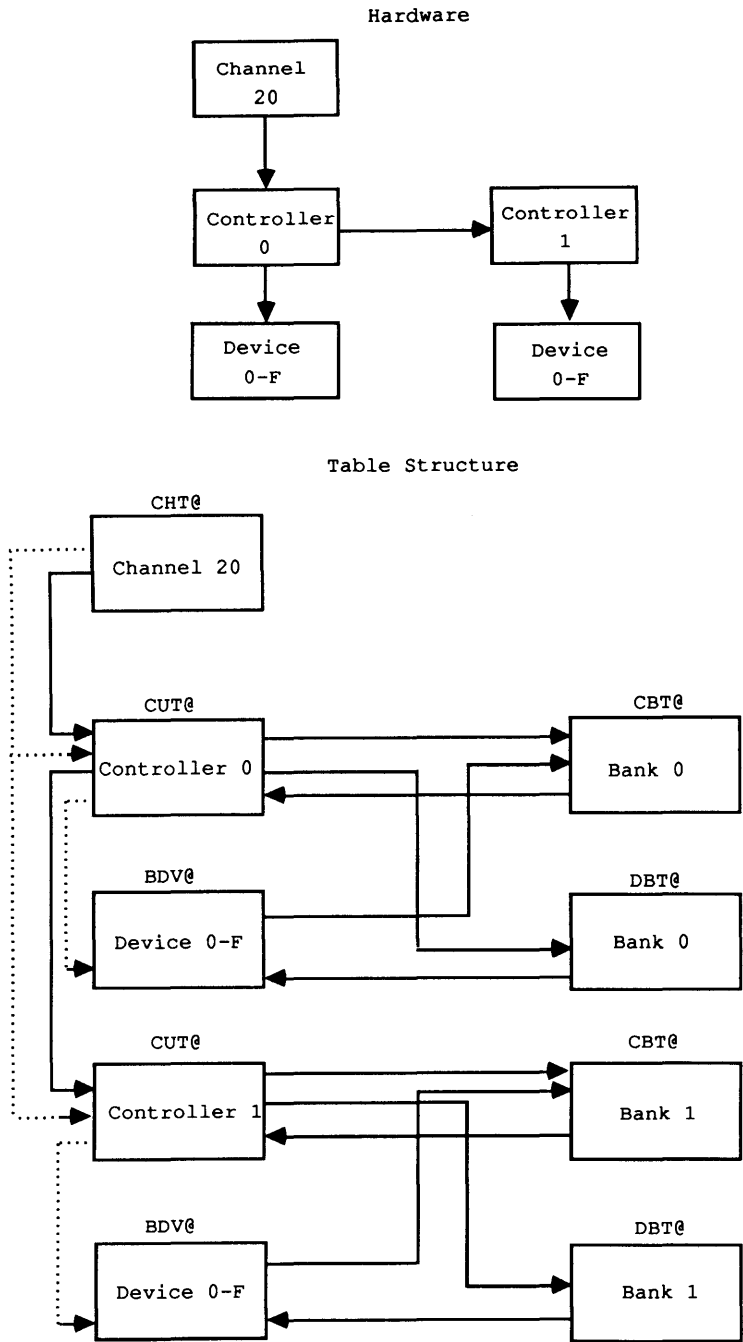 Hardware
Channel
20
Controller
0
Controller
1
Device
0-F
Device
0-F
Table Structure
CHT@
Channel 20
CUT@
Controller 0
CBT@
Bank 0
BDV@
Device 0-F
DBT@
Bank 0
CUT@
Controller 1
CBT@
Bank 1
BDV@
Device 0-F
DBT@
Bank 1